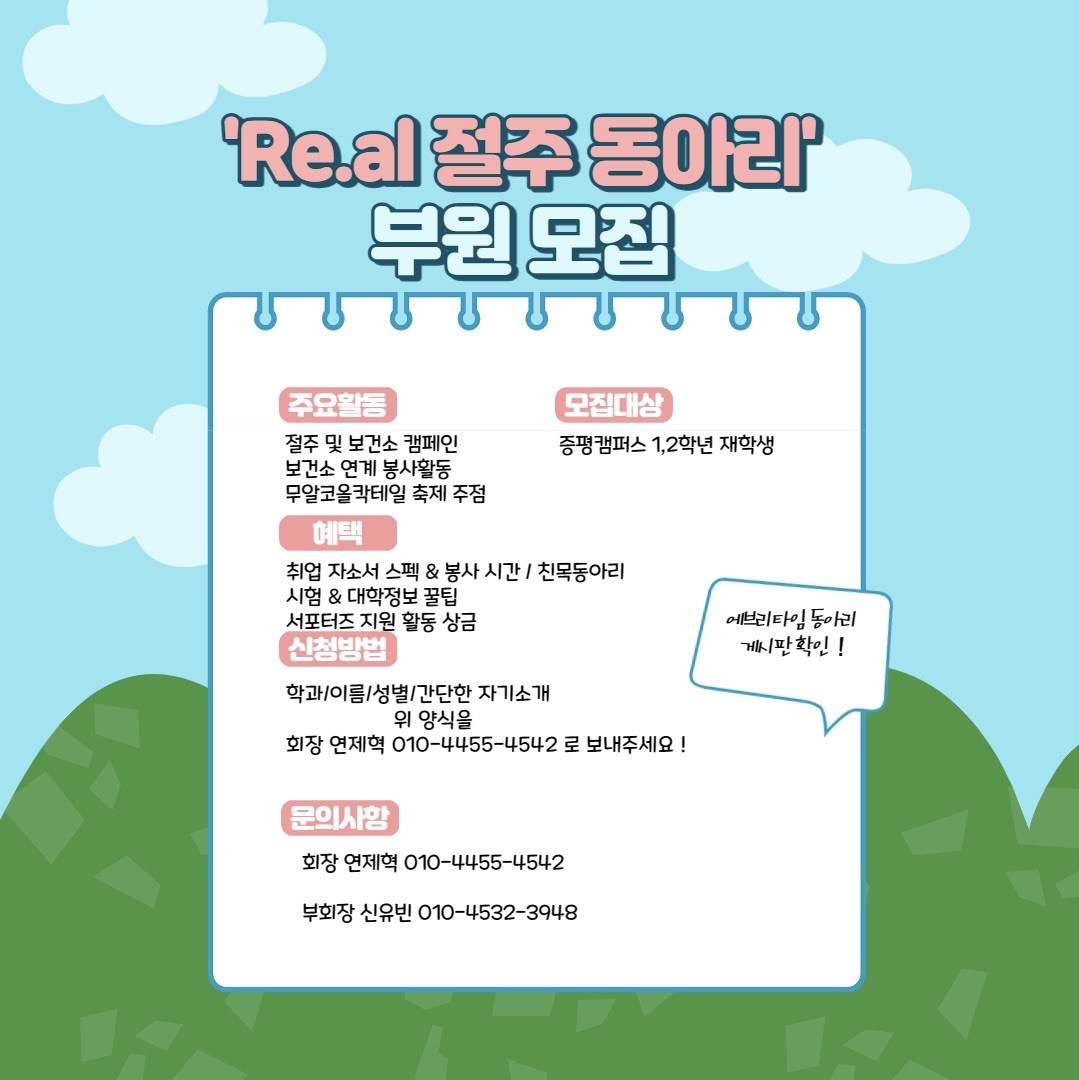 'Re.al 절주 동아리'
부원 모집
주요활동
절주 및 보건소 캠페인
보건소 연계 봉사활동
무알코올칵테일 축제 주점
모집대상
증평캠퍼스 1,2학년 재학생
혜택
취업 자소서 스펙 & 봉사 시간 / 친목동아리
시험 & 대학정보 꿀팁
서포터즈 지원 활동 상금
에브리타임 동아리
게시판 확인 !
신청방법
학과/이름/성별/간단한 자기소개
위 양식을
회장 연제혁 010-4455-4542 로 보내주세요 !
문의사항
회장 연제혁 010-4455-4542
부회장 신유빈 010-4532-3948